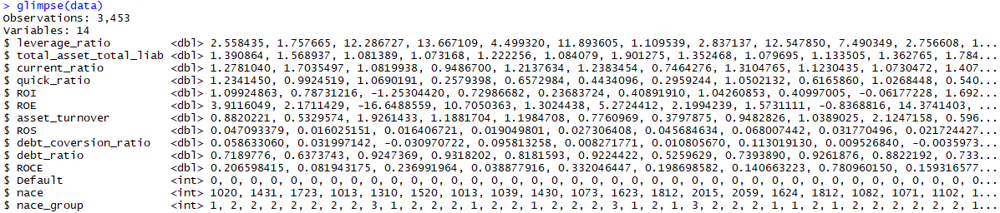 > glimpse(data)
Observations: 3,453
Variables: 14
$ leverage_ratio <dbl> 2.558435, 1.757665, 12.286727, 13.667109, 4.499320, 11.893605, 1.109539, 2.837137, 12.547850, 7.490349, 2.756608, 1...
$ total_asset_total_liab <dbl> 1.390864, 1.568937, 1.081389, 1.073168, 1.222256, 1.084079, 1.901275, 1.352468, 1.079695, 1.133505, 1.362765, 1.784...
$ current_ratio <dbl> 1.2781040, 1.7035497, 1.0819938, 0.9486700, 1.2137634, 1.2383454, 0.7464276, 1.3104765, 1.1230435, 1.0730472, 1.407...
$ quick_ratio <dbl> 1.2341450, 0.9924519, 1.0690191, 0.2579398, 0.6572984, 0.4434096, 0.2959244, 1.0502132, 0.6165860, 1.0268448, 0.540...
$ ROI <dbl> 1.09924863, 0.78731216, -1.25304420, 0.72986682, 0.23683724, 0.40891910, 1.04260853, 0.40997005, -0.06177228, 1.692...
$ ROE <dbl> 3.9116049, 2.1711429, -16.6488559, 10.7050363, 1.3024438, 5.2724412, 2.1994239, 1.5731111, -0.8368816, 14.3741403, ...
$ asset_turnover <dbl> 0.8820221, 0.5329574, 1.9261433, 1.1881704, 1.1984708, 0.7760969, 0.3797875, 0.9482826, 1.0389025, 2.1247158, 0.596...
$ ROS <dbl> 0.047093379, 0.016025151, 0.016406721, 0.019049801, 0.027306408, 0.045684634, 0.068007442, 0.031770496, 0.021724427...
$ debt_coversion_ratio <dbl> 0.058633060, 0.031997142, -0.030970722, 0.095813258, 0.008271771, 0.010805670, 0.113019130, 0.009526840, -0.0035973...
$ debt_ratio <dbl> 0.7189776, 0.6373743, 0.9247369, 0.9318202, 0.8181593, 0.9224422, 0.5259629, 0.7393890, 0.9261876, 0.8822192, 0.733...
$ ROCE <dbl> 0.206598415, 0.081943175, 0.236991964, 0.038877916, 0.332046447, 0.198698582, 0.140663223, 0.780960150, 0.159316577...
$ Default <int> 0, 0, 0, 0, 0, 0, 0, 0, 0, 0, 0, 0, 0, 0, 0, 0, 0, 0, 0, 0, 0, 0, 0, 0, 0, 0, 0, 0, 0, 0, 0, 0, 0, 0, 0, 0, 0, 0, 0...
$ nace <int> 1020, 1431, 1723, 1013, 1310, 1520, 1013, 1039, 1430, 1073, 1623, 1812, 2015, 2059, 1624, 1812, 1082, 1071, 1102, 1...
$ nace_group <int> 1, 2, 2, 2, 2, 2, 2, 2, 3, 1, 2, 2, 2, 1, 2, 2, 1, 2, 2, 2, 3, 1, 2, 1, 3, 2, 2, 2, 1, 1, 2, 1, 2, 2, 2, 2, 2, 2, 1...